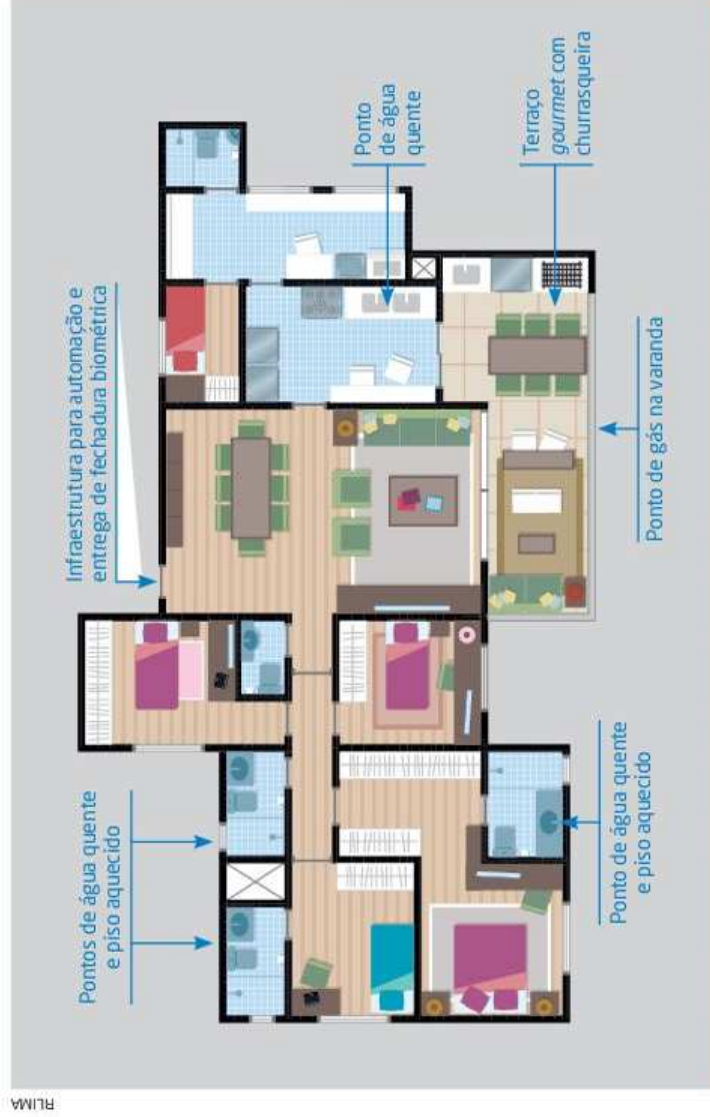 Infraestrutura para automação e
entrega de fechadura biométrica
Pontos de água quente
e piso aquecido
Ponto
de água
quente
Terraço
gourmet com
churrasqueira
Ponto de gás na varanda
Ponto de água quente
e piso aquecido
RLIMA